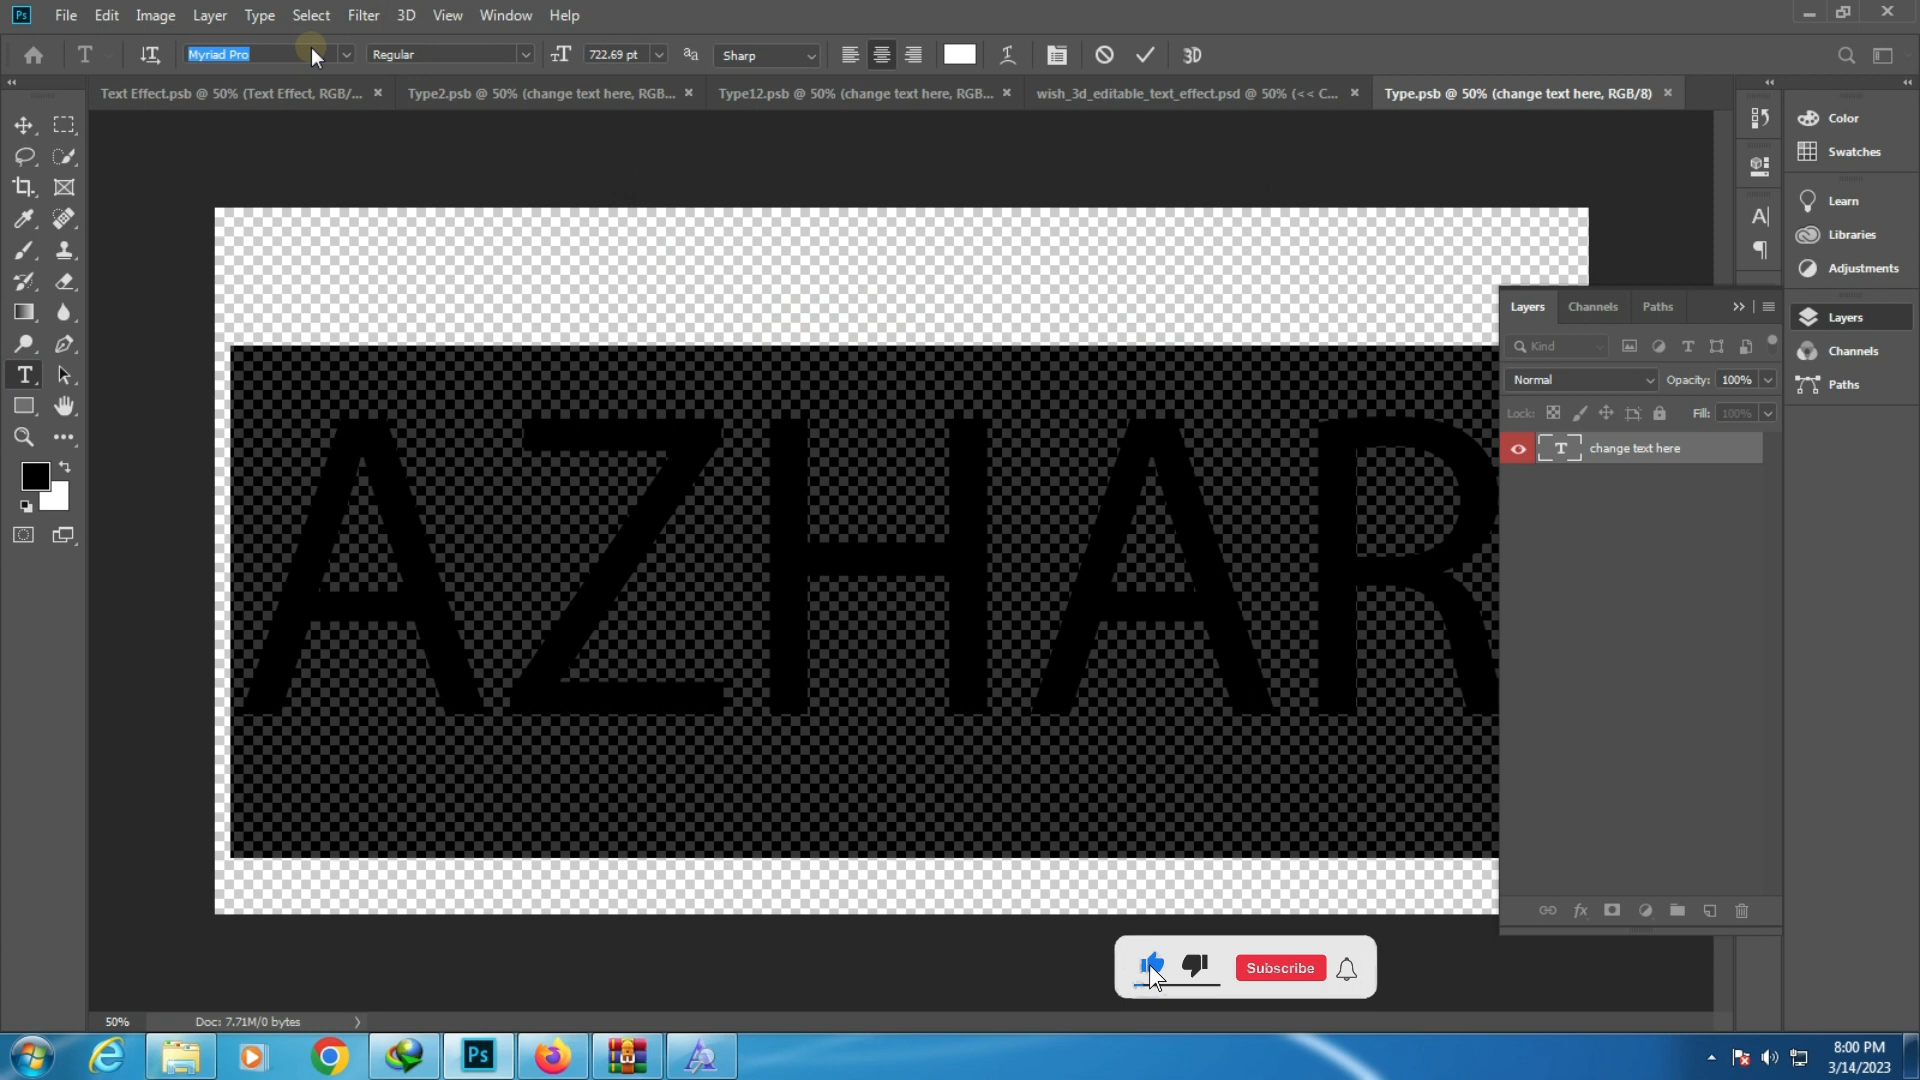 Ps File Edit Image Layer Type Select Filter 3D View Window Help
Myriad Pro Regular 722.69 pt Sharp 3D
Text Effect.psb @ 50% (Text Effect, RGB/... × Type2.psb @ 50% (change text here, RGB... × Type12.psb @ 50% (change text here, RGB... × wish_3d_editable_text_effect.psd @ 50% (<< C... × Type.psb @ 50% (change text here, RGB/8) ×
Color
Swatches
Learn
Libraries
Adjustments
Layers
Channels
Paths
Layers Channels Paths
Kind
Normal Opacity: 100%
Lock: Fill: 100%
change text here
AZHAR
Subscribe
50% Doc: 7.71M/0 bytes
Ps
8:00 PM
3/14/2023